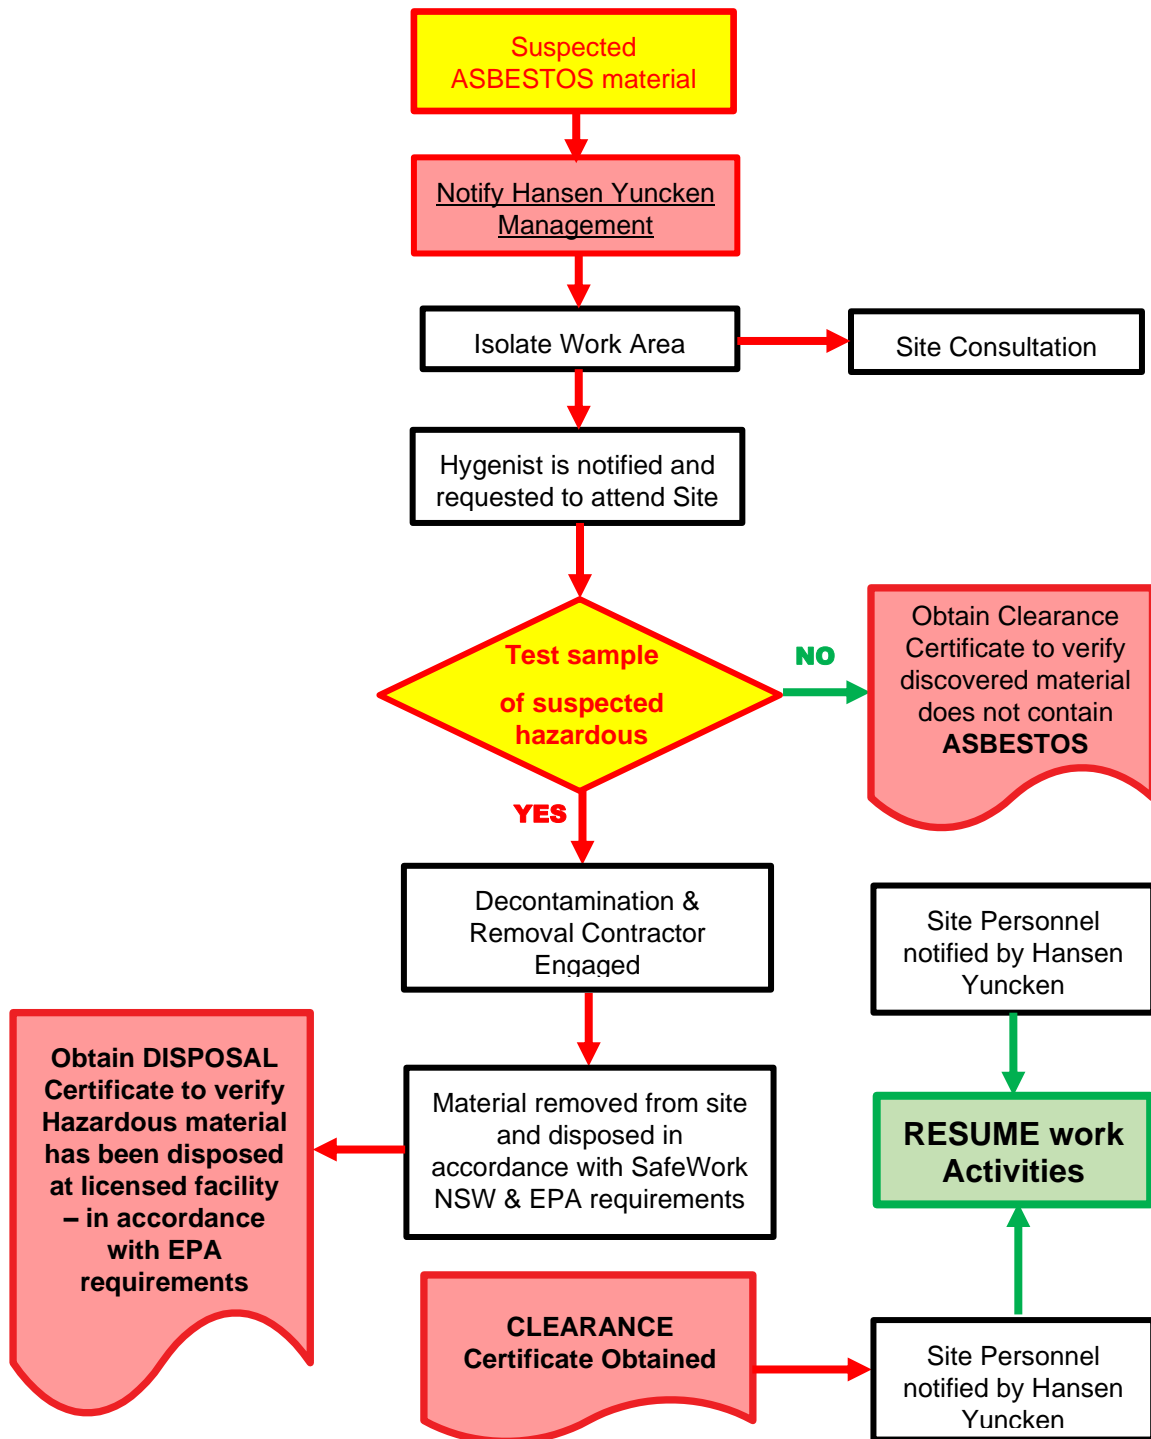 Suspected
ASBESTOS material
Notify Hansen Yuncken
Management
Isolate Work Area
Site Consultation
Hygenist is notified and
requested to attend Site
Test sample
of suspected
hazardous
NO
Obtain Clearance
Certificate to verify
discovered material
does not contain
ASBESTOS
YES
Decontamination &
Removal Contractor
Engaged
Site Personnel
notified by Hansen
Yuncken
Obtain DISPOSAL
Certificate to verify
Hazardous material
has been disposed
at licensed facility
– in accordance
with EPA
requirements
Material removed from site
and disposed in
accordance with SafeWork
NSW & EPA requirements
RESUME work
Activities
CLEARANCE
Certificate Obtained
Site Personnel
notified by Hansen
Yuncken